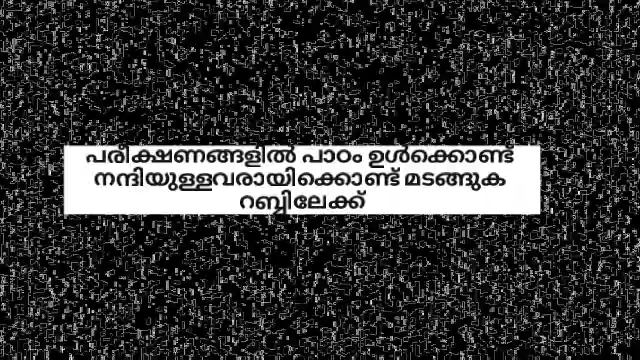 പരീക്ഷണങ്ങളിൽ പാഠം ഉൾക്കൊണ്ട്
നന്ദിയുള്ളവരായിക്കൊണ്ട് മടങ്ങുക
റബ്ബിലേക്ക്